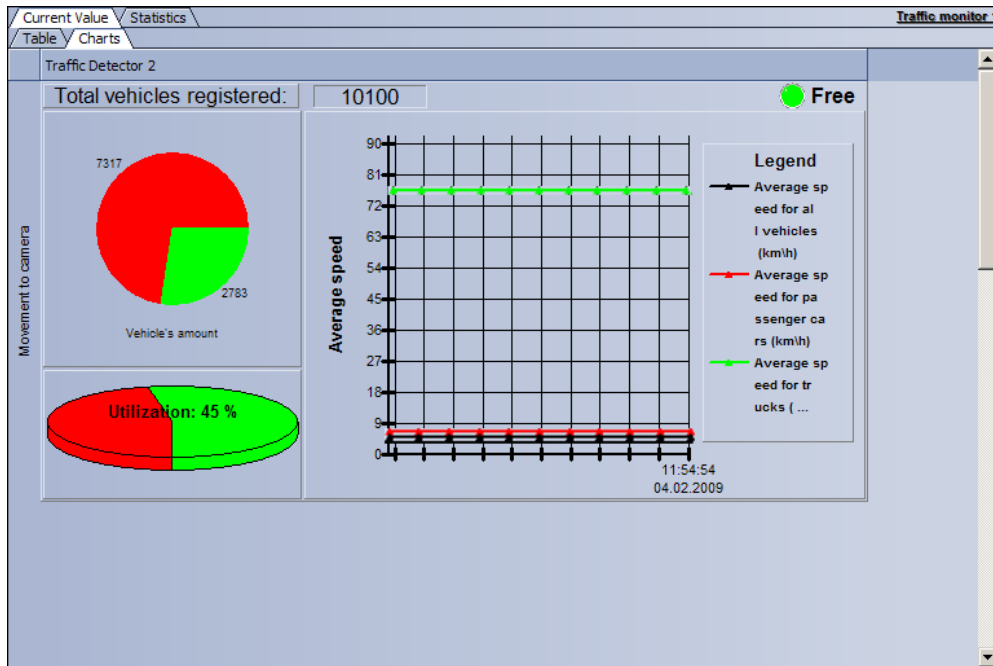 Current Value
Statistics
Traffic monitor
Table
Charts
Traffic Detector 2
Total vehicles registered:
10100
Free
Movement to camera
7317
2783
Vehicle's amount
Utilization: 45 %
Average speed
90
81
72
63
54
45
36
27
18
9
0
11:54:54
04.02.2009
Legend
Average sp
eed for al
l vehicles
(km\h)
Average sp
eed for pa
ssenger ca
rs (km\h)
Average sp
eed for tr
ucks ( ...